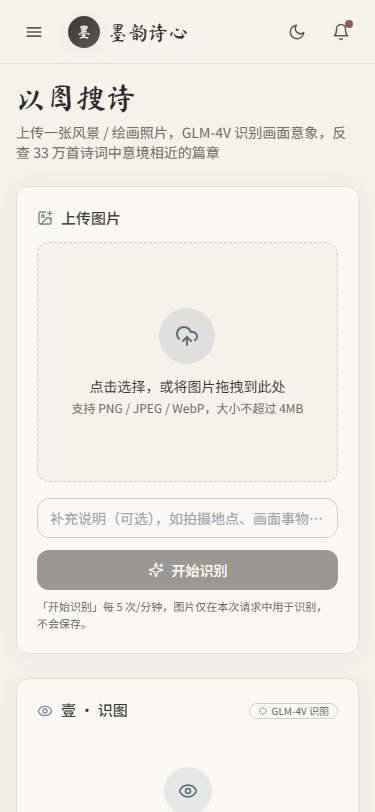 墨 墨韵诗心
以图搜诗
上传一张风景 / 绘画照片，GLM-4V 识别画面意象，反
查 33 万首诗词中意境相近的篇章
上传图片
点击选择，或将图片拖拽到此处
支持 PNG / JPEG / WebP，大小不超过 4MB
补充说明（可选），如拍摄地点、画面事物…
开始识别
「开始识别」每 5 次/分钟，图片仅在本次请求中用于识别，
不会保存。
壹 · 识图
GLM-4V 识图